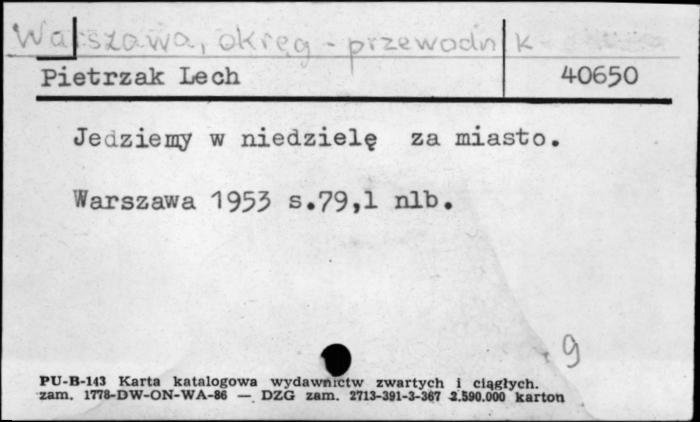 Warszawa, okręg - przewodnik
Pietrzak Lech 40650
Jedziemy w niedzielę za miasto.
Warszawa 1953 s.79,1 nlb.
9
PU-B-143 Karta katalogowa wydawnictw zwartych i ciągłych.
zam. 1778-DW-ON-WA-86 — DZG zam. 2713-391-3-367 2.590.000 karton